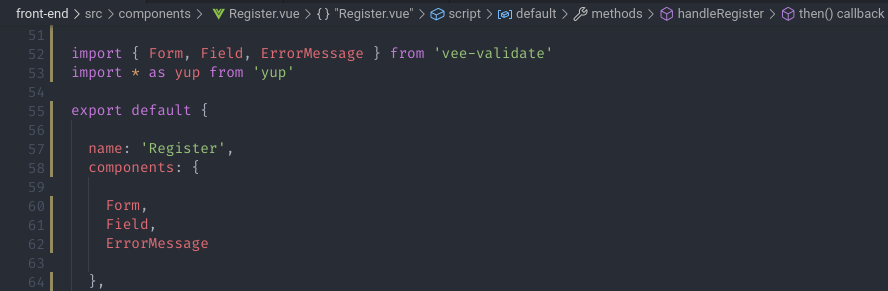 front-end > src > components > Register.vue > {} "Register.vue" > script > default > methods > handleRegister > then() callback
51
52 import { Form, Field, ErrorMessage } from 'vee-validate'
53 import * as yup from 'yup'
54
55 export default {
56
57 name: 'Register',
58 components: {
59
60 Form,
61 Field,
62 ErrorMessage
63
64 },